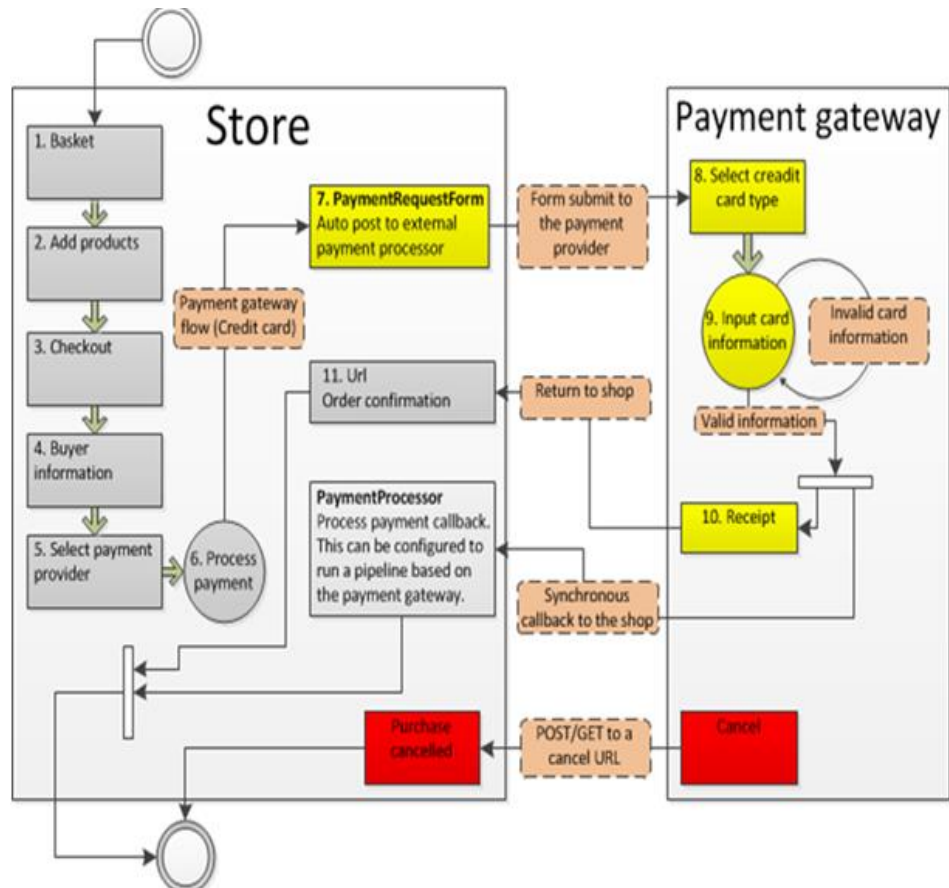 Store
1. Basket
2. Add products
3. Checkout
4. Buyer
information
5. Select payment
provider
6. Process
payment
Payment gateway
flow (Credit card)
7. PaymentRequestForm
Auto post to external
payment processor
Form submit to
the payment
provider
Payment gateway
8. Select creadit
card type
9. Input card
information
Invalid card
information
Valid information
10. Receipt
Return to shop
11. Url
Order confirmation
Synchronous
callback to the shop
PaymentProcessor
Process payment callback.
This can be configured to
run a pipeline based on
the payment gateway.
Cancel
POST/GET to a
cancel URL
Purchase
cancelled